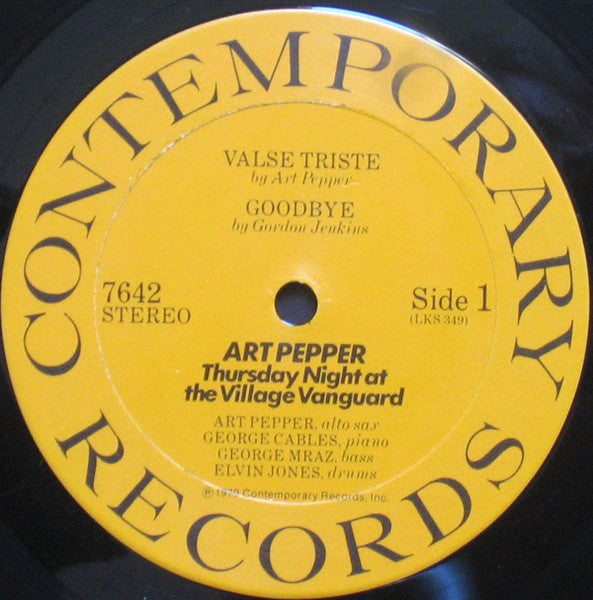 CONTEMPORARY
VALSE TRISTE
by Art Pepper
GOODBYE
by Gordon Jenkins
7642
STEREO
Side 1
(LKS 349)
ART PEPPER
Thursday Night at
the Village Vanguard
ART PEPPER, alto sax
GEORGE CABLES, piano
GEORGE MRAZ, bass
ELVIN JONES, drums
℗ 1979 Contemporary Records, Inc.
RECORDS